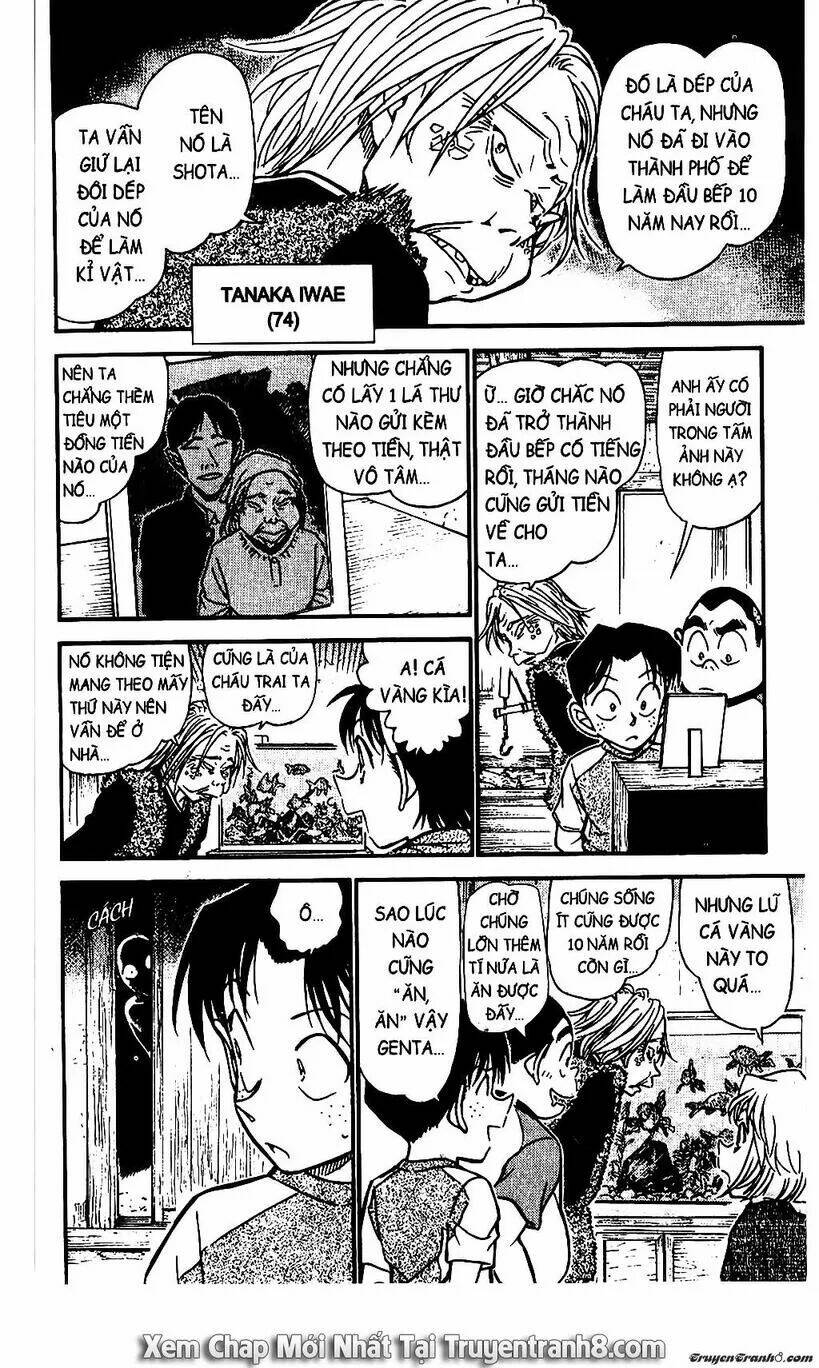 ĐÓ LÀ DÉP CỦA
CHÁU TA, NHƯNG
NÓ ĐÃ ĐI VÀO
THÀNH PHỐ ĐỂ
LÀM ĐẦU BẾP 10
NĂM NAY RỒI...
TÊN
NÓ LÀ
SHOTA...
TA VẪN
GIỮ LẠI
ĐÔI DÉP
CỦA NÓ
ĐỂ LÀM
KỈ VẬT...
TANAKA IWAE
(74)
ANH ẤY CÓ
PHẢI NGƯỜI
TRONG TẤM
ẢNH NÀY
KHÔNG Ạ?
Ừ... GIỜ CHẮC NÓ
ĐÃ TRỞ THÀNH
ĐẦU BẾP CÓ TIẾNG
RỒI, THÁNG NÀO
CŨNG GỬI TIỀN
VỀ CHO
TA...
NHƯNG CHẲNG
CÓ LẤY 1 LÁ THƯ
NÀO GỬI KÈM
THEO TIỀN, THẬT
VÔ TÂM...
NÊN TA
CHẲNG THÈM
TIÊU MỘT
ĐỒNG TIỀN
NÀO CỦA
NÓ...
A! CÁ
VÀNG KÌA!
CŨNG LÀ CỦA
CHÁU TRAI TA
ĐẤY...
NÓ KHÔNG TIỆN
MANG THEO MẤY
THỨ NÀY NÊN
VẪN ĐỂ Ở
NHÀ...
NHƯNG LŨ
CÁ VÀNG
NÀY TO
QUÁ...
CHÚNG SỐNG
ÍT CŨNG ĐƯỢC
10 NĂM RỒI
CÒN GÌ...
CHỜ
CHÚNG
LỚN THÊM
TÍ NỮA LÀ
ĂN ĐƯỢC
ĐẤY...
SAO LÚC
NÀO
CŨNG
"ĂN,
ĂN" VẬY
GENTA...
Ô...
CÁCH
Xem Chap Mới Nhất Tại Truyentranh8.com
TruyenTranh8.com